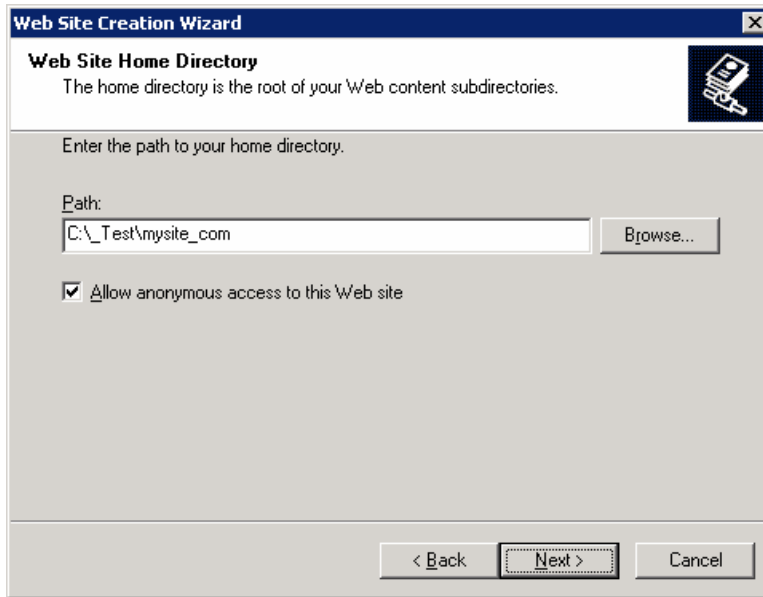 Web Site Creation Wizard
Web Site Home Directory
The home directory is the root of your Web content subdirectories.
Enter the path to your home directory.
Path:
C:\_Test\mysite_com
Browse...
Allow anonymous access to this Web site
< Back
Next >
Cancel